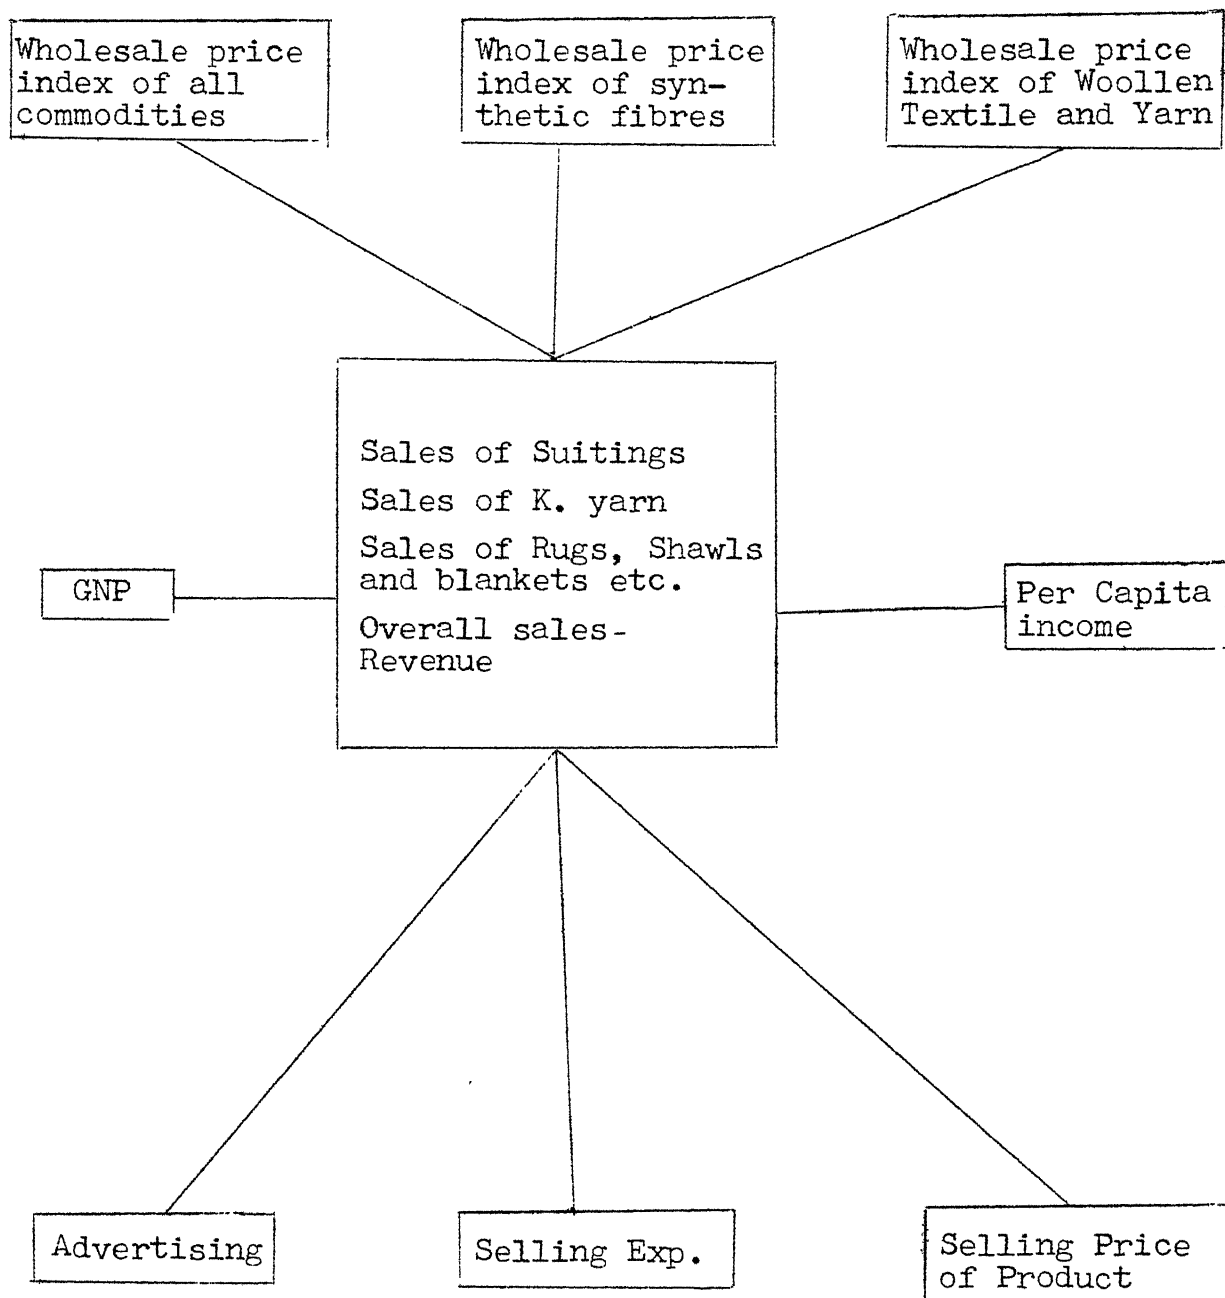 Wholesale price
index of all
commodities
Wholesale price
index of syn-
thetic fibres
Wholesale price
index of Woollen
Textile and Yarn
Sales of Suitings
Sales of K. yarn
Sales of Rugs, Shawls
and blankets etc.
Overall sales-
Revenue
GNP
Per Capita
income
Advertising
Selling Exp.
Selling Price
of Product